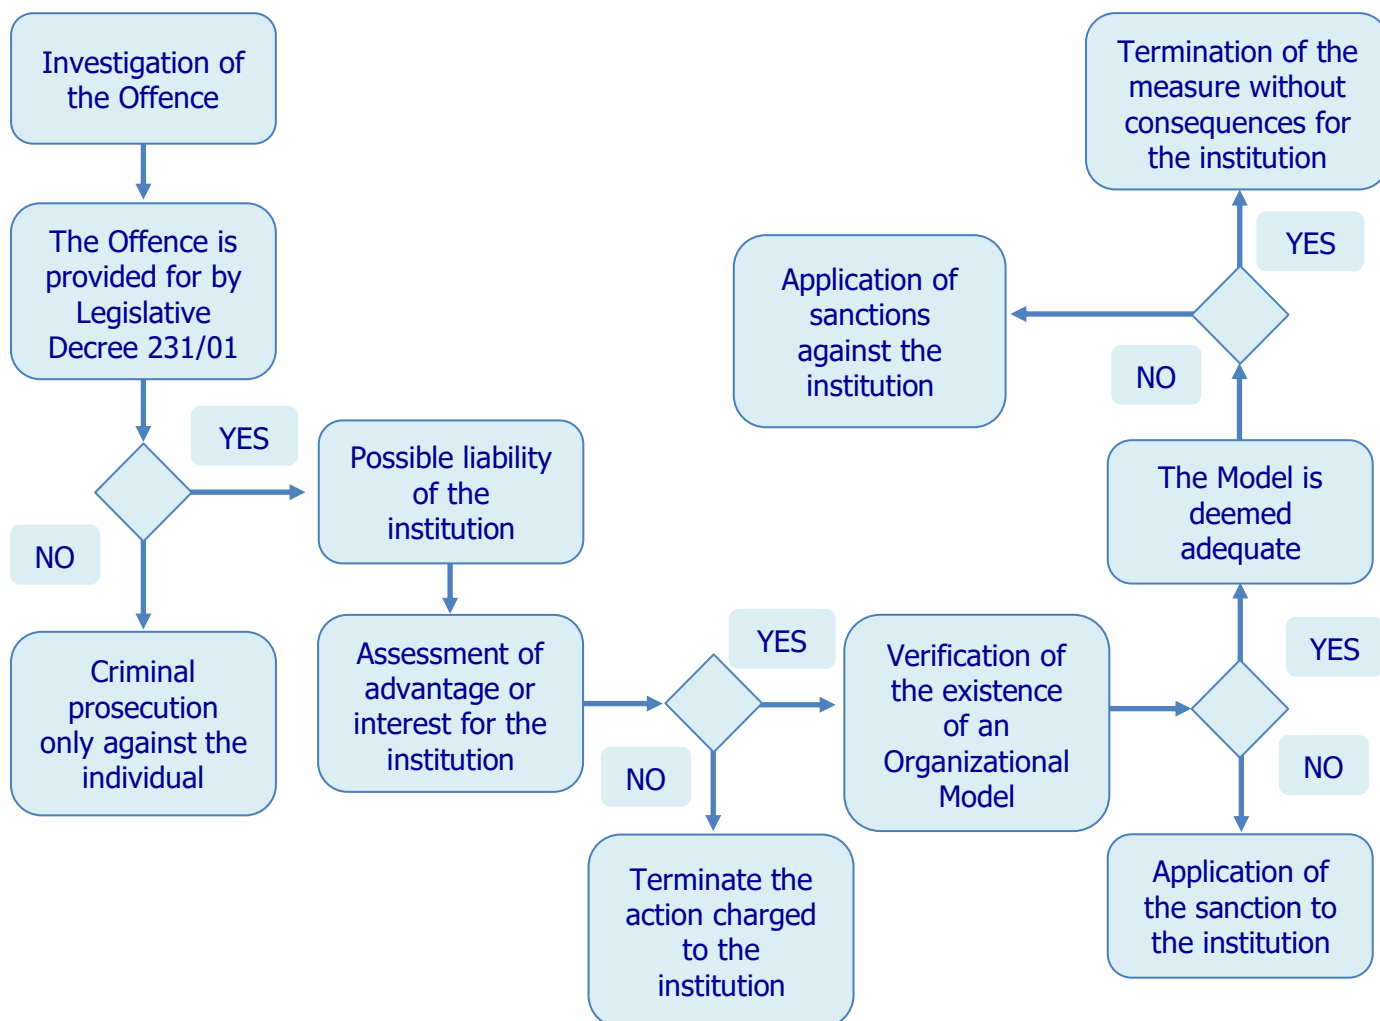 Investigation of
the Offence
The Offence is
provided for by
Legislative
Decree 231/01
YES
NO
Criminal
prosecution
only against the
individual
Possible liability
of the
institution
Assessment of
advantage or
interest for the
institution
YES
NO
Terminate the
action charged
to the
institution
Verification of
the existence
of an
Organizational
Model
YES
NO
Application of
the sanction to
the institution
The Model is
deemed
adequate
YES
NO
Application of
sanctions
against the
institution
Termination of the
measure without
consequences for
the institution